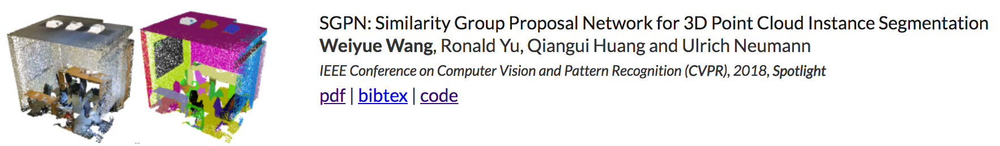 SGPN: Similarity Group Proposal Network for 3D Point Cloud Instance Segmentation
Weiyue Wang, Ronald Yu, Qiangui Huang and Ulrich Neumann
IEEE Conference on Computer Vision and Pattern Recognition (CVPR), 2018, Spotlight
pdf | bibtex | code